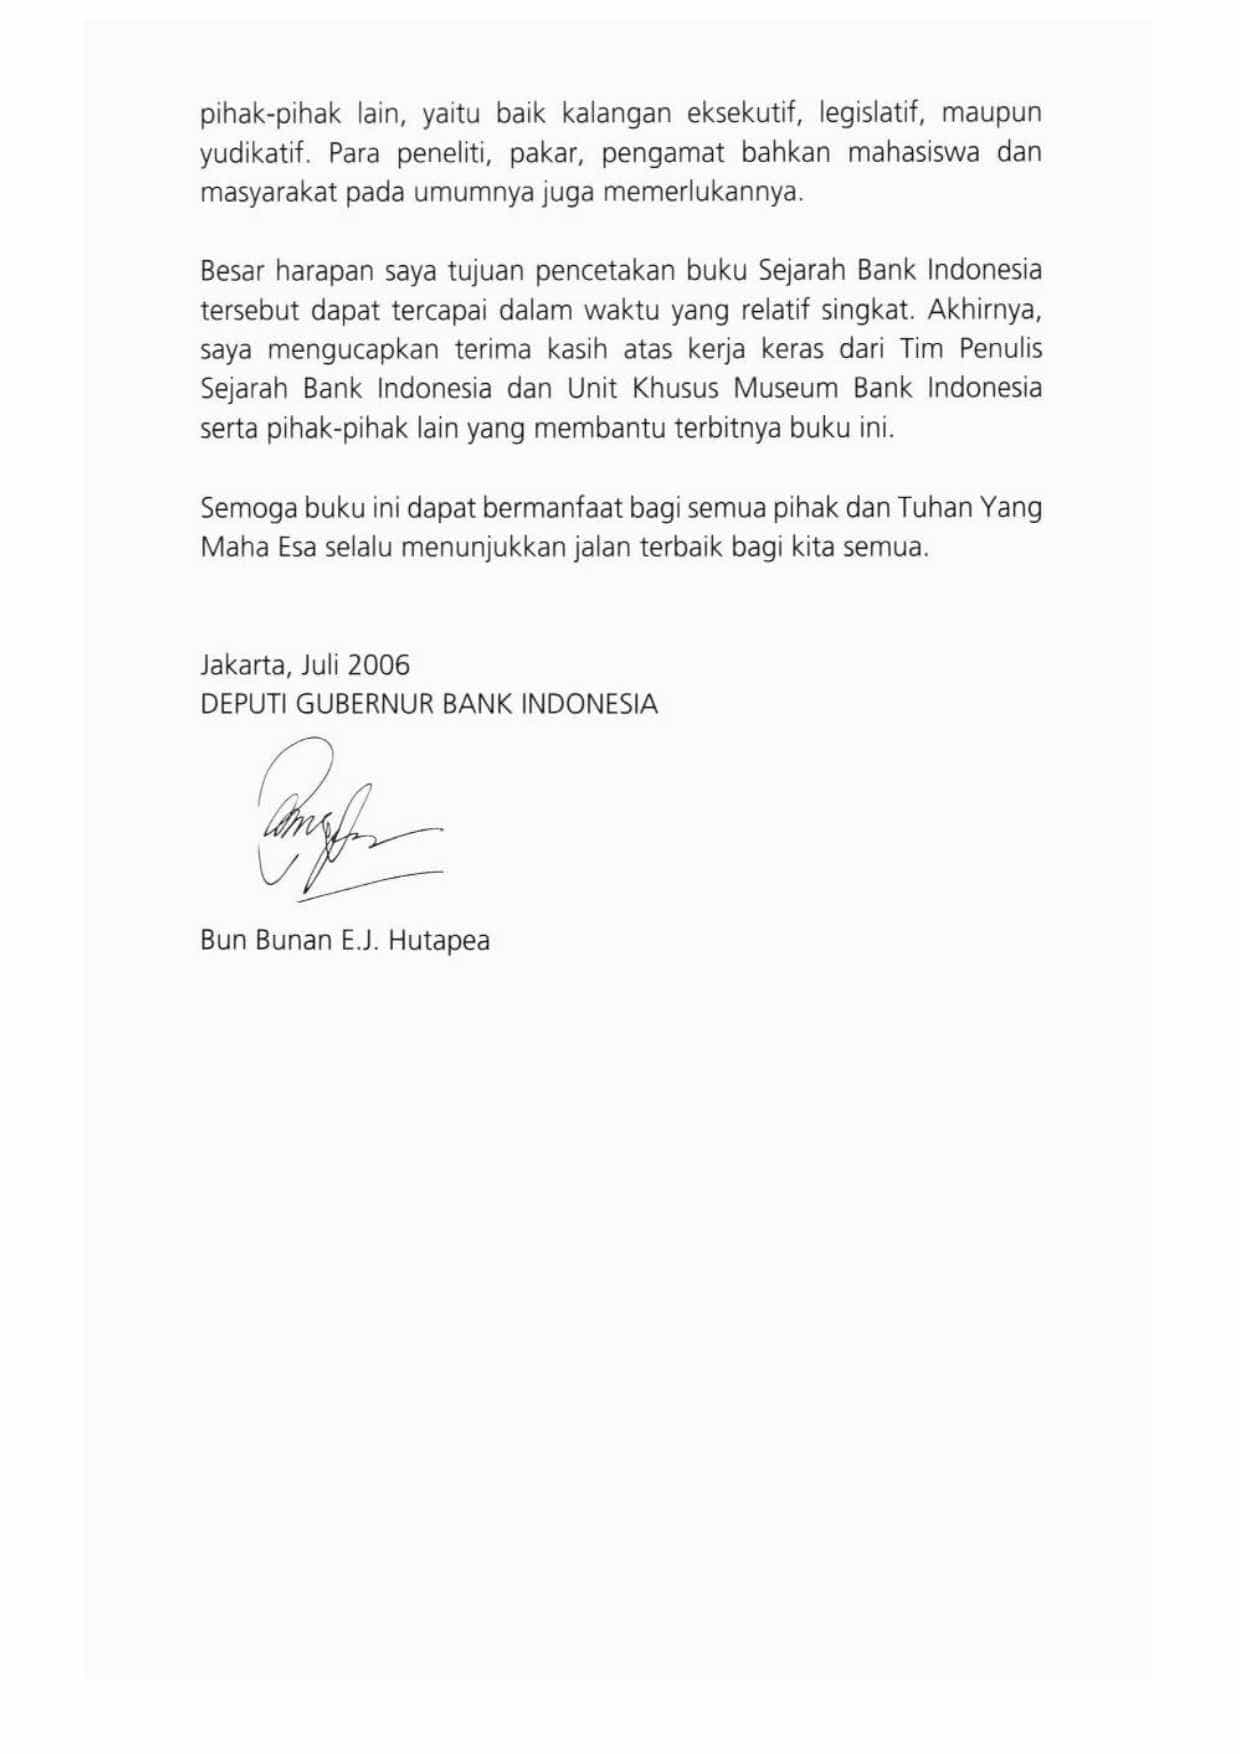 pihak-pihak lain, yaitu baik kalangan eksekutif, legislatif, maupun
yudikatif. Para peneliti, pakar, pengamat bahkan mahasiswa dan
masyarakat pada umumnya juga memerlukannya.
Besar harapan saya tujuan pencetakan buku Sejarah Bank Indonesia
tersebut dapat tercapai dalam waktu yang relatif singkat. Akhirnya,
saya mengucapkan terima kasih atas kerja keras dari Tim Penulis
Sejarah Bank Indonesia dan Unit Khusus Museum Bank Indonesia
serta pihak-pihak lain yang membantu terbitnya buku ini.
Semoga buku ini dapat bermanfaat bagi semua pihak dan Tuhan Yang
Maha Esa selalu menunjukkan jalan terbaik bagi kita semua.
Jakarta, Juli 2006
DEPUTI GUBERNUR BANK INDONESIA
Bun Bunan E.J. Hutapea